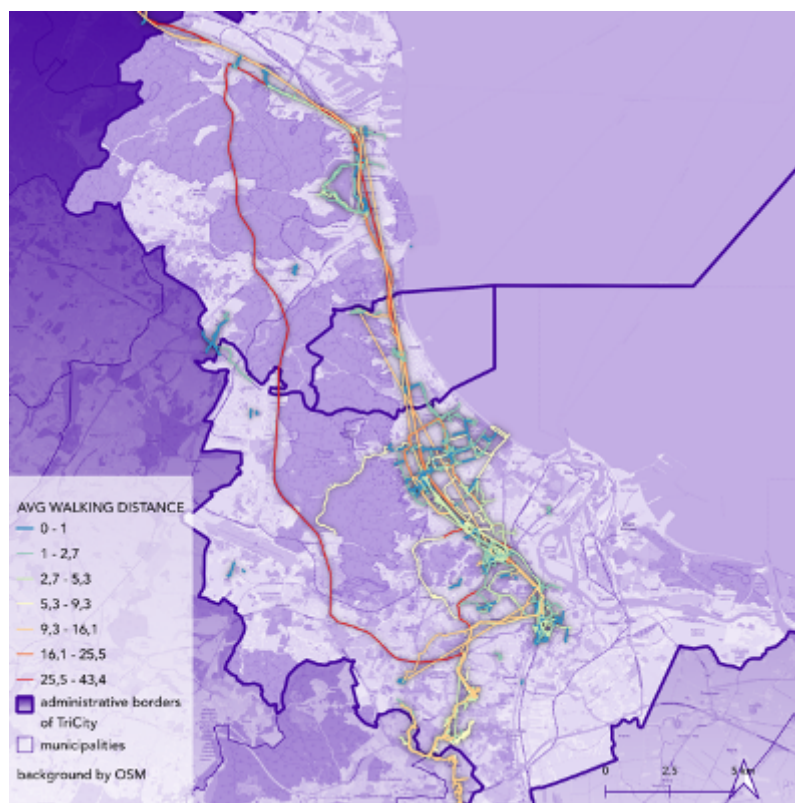 AVG WALKING DISTANCE
0 - 1
1 - 2,7
2,7 - 5,3
5,3 - 9,3
9,3 - 16,1
16,1 - 25,5
25,5 - 43,4
administrative borders
of TriCity
municipalities
background by OSM
0 2.5 5 km